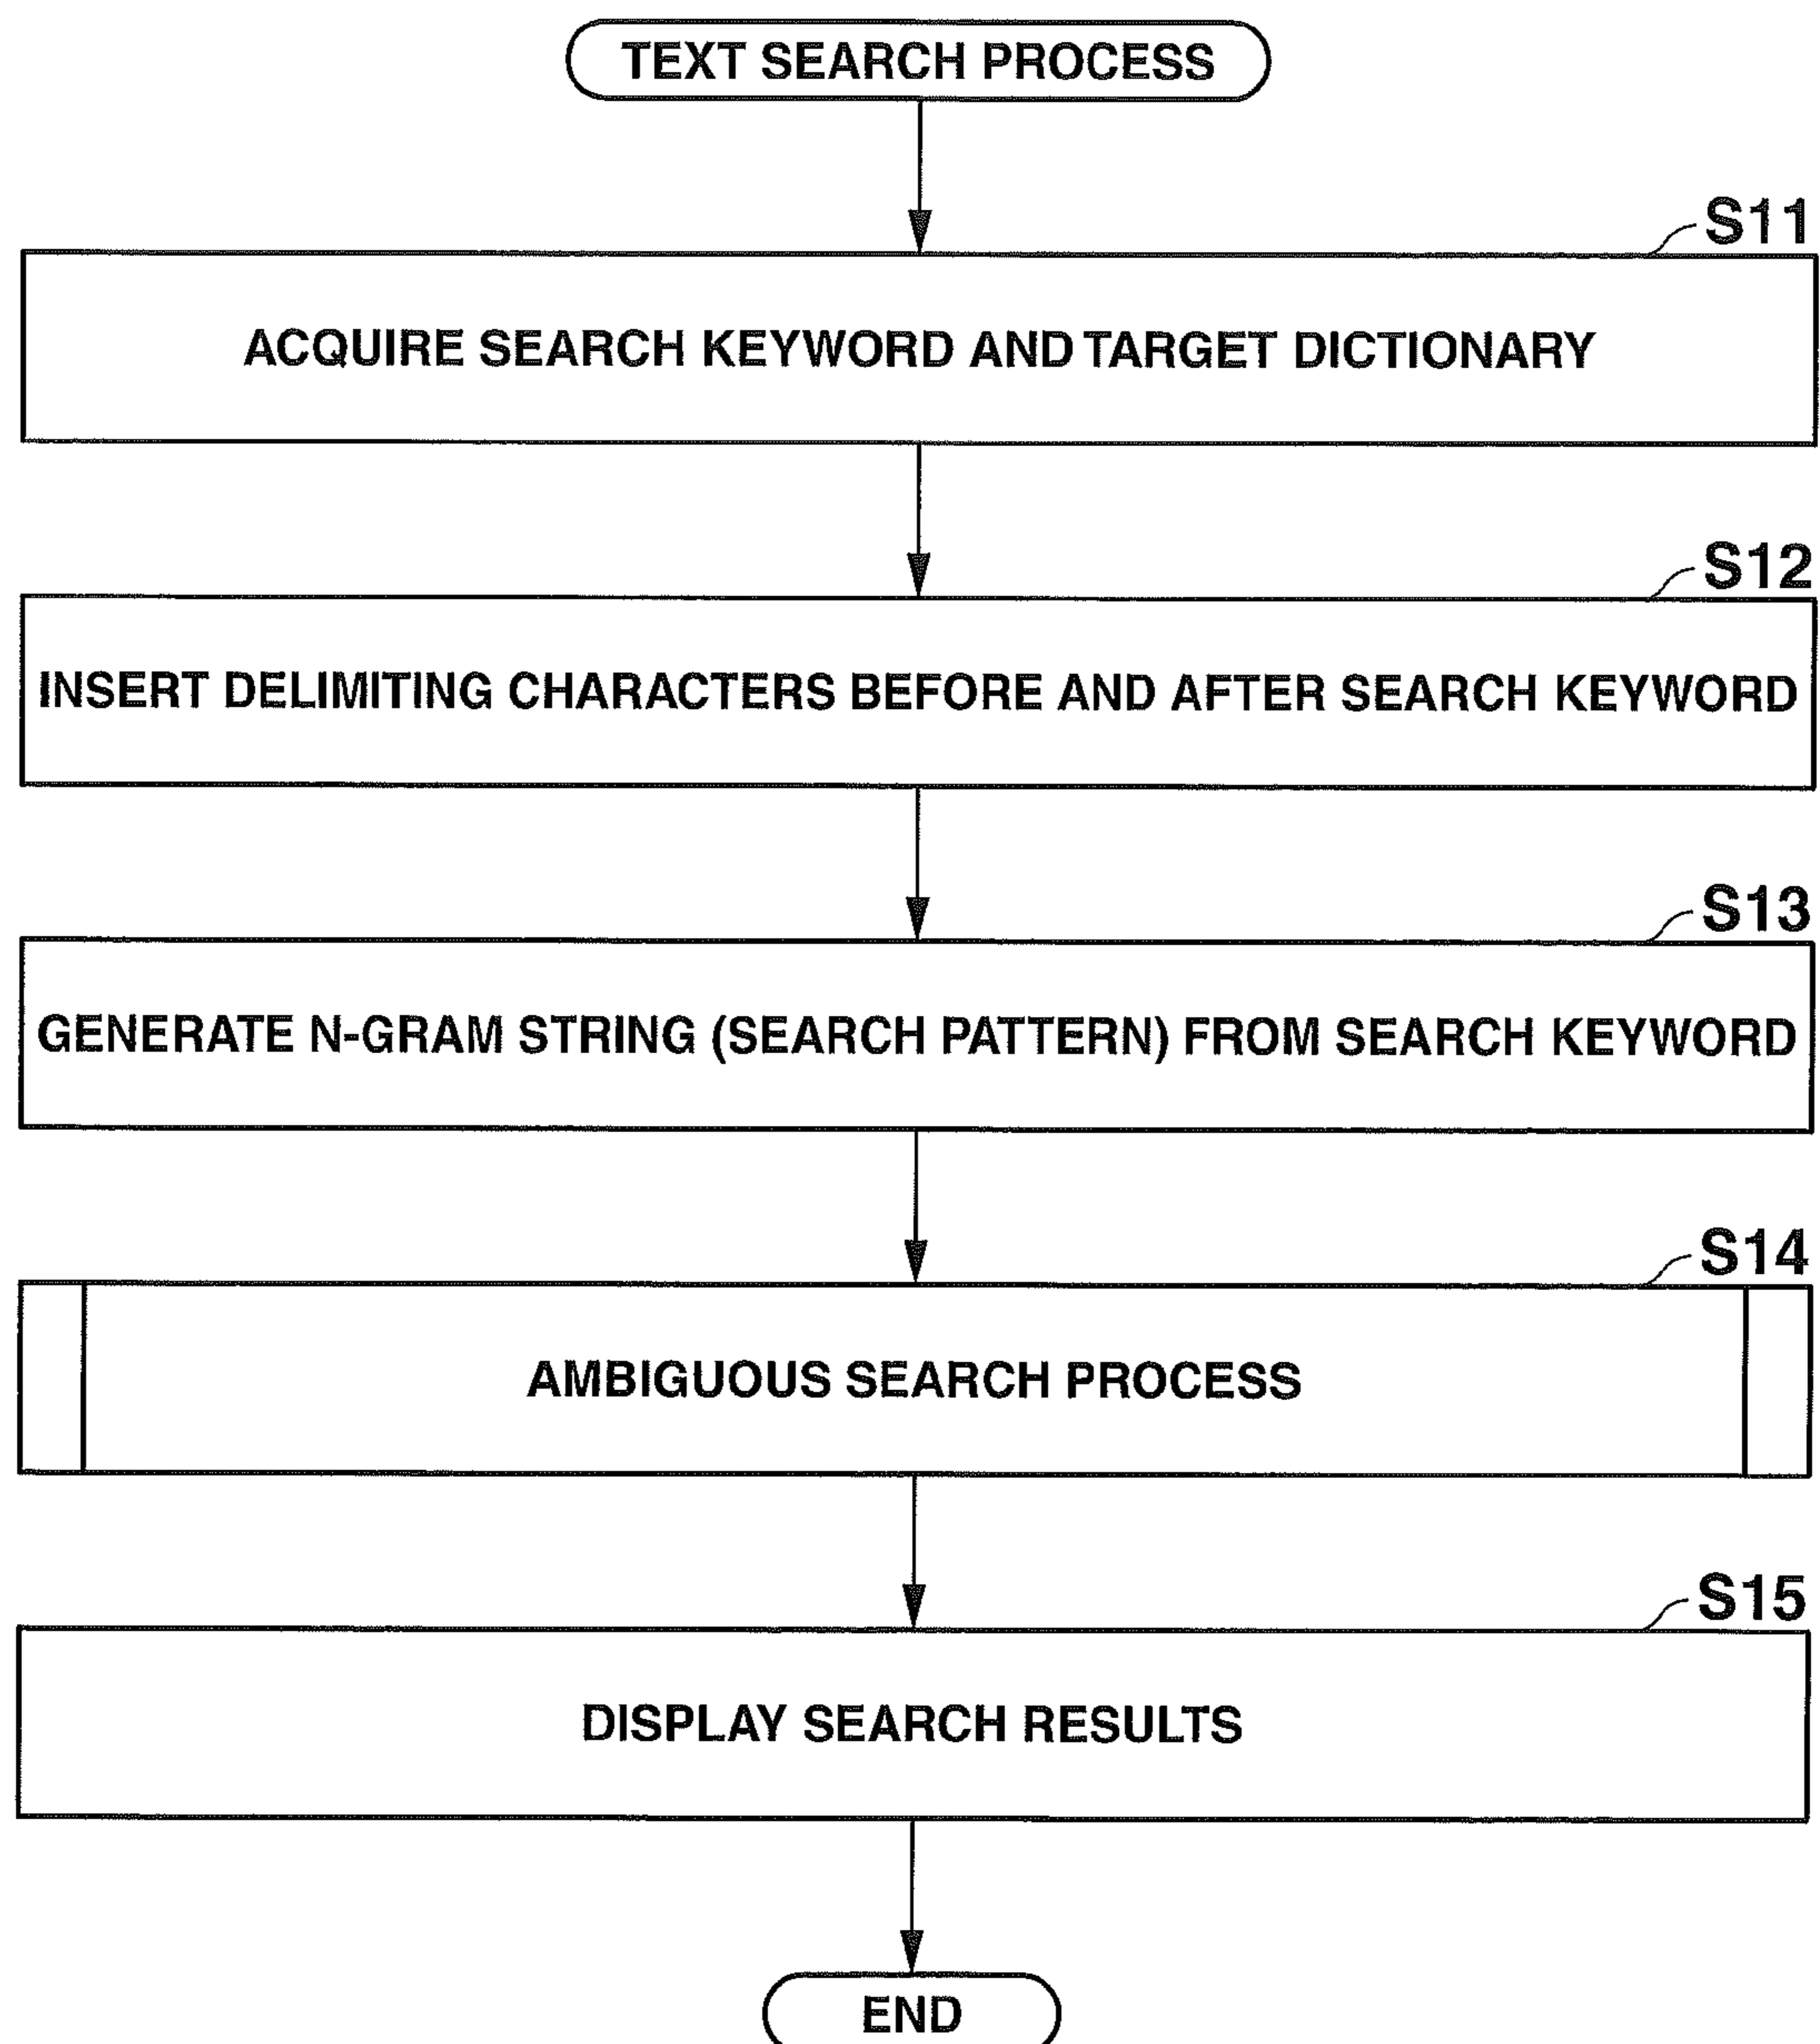 TEXT SEARCH PROCESS
S11
ACQUIRE SEARCH KEYWORD AND TARGET DICTIONARY
S12
INSERT DELIMITING CHARACTERS BEFORE AND AFTER SEARCH KEYWORD
S13
GENERATE N-GRAM STRING (SEARCH PATTERN) FROM SEARCH KEYWORD
S14
AMBIGUOUS SEARCH PROCESS
S15
DISPLAY SEARCH RESULTS
END